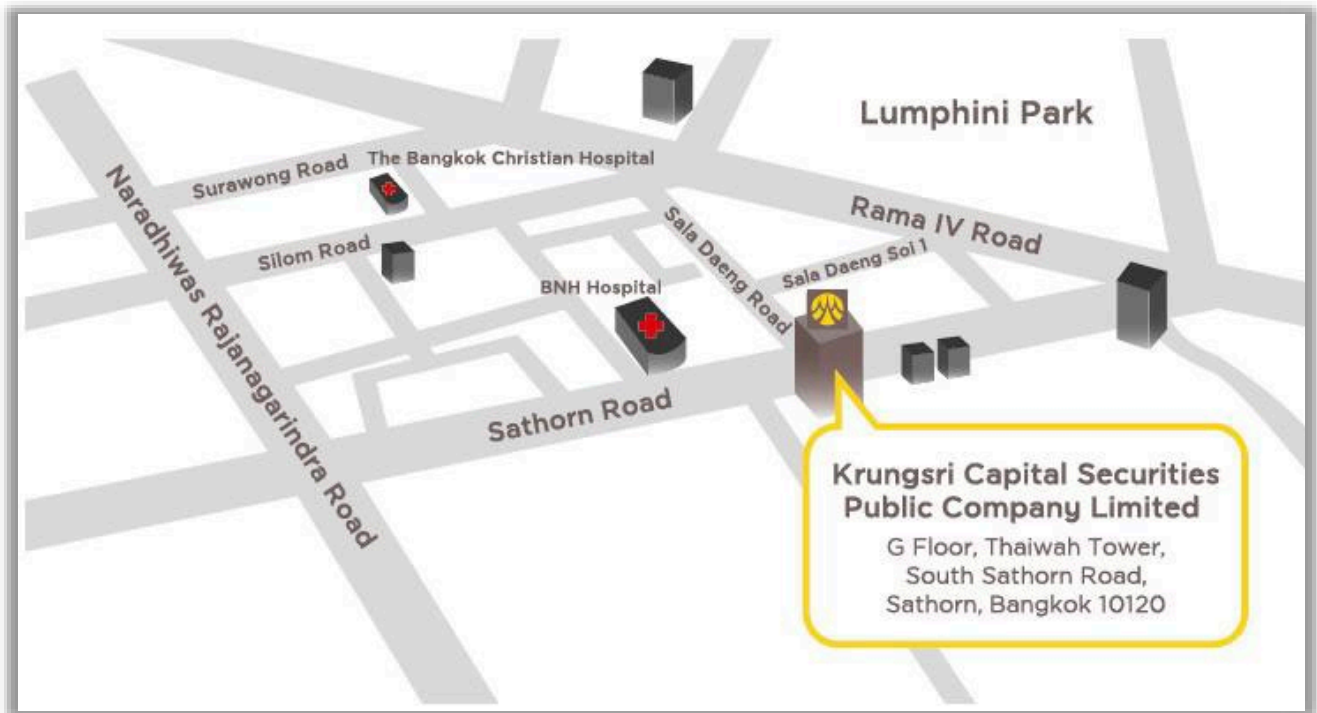 Lumphini Park
The Bangkok Christian Hospital
Surawong Road
Rama IV Road
Silom Road
Sala Daeng Road
Sala Daeng Soi 1
BNH Hospital
Naradhiwas Rajanagarindra Road
Sathorn Road
Krungsri Capital Securities
Public Company Limited
G Floor, Thaiwah Tower,
South Sathorn Road,
Sathorn, Bangkok 10120